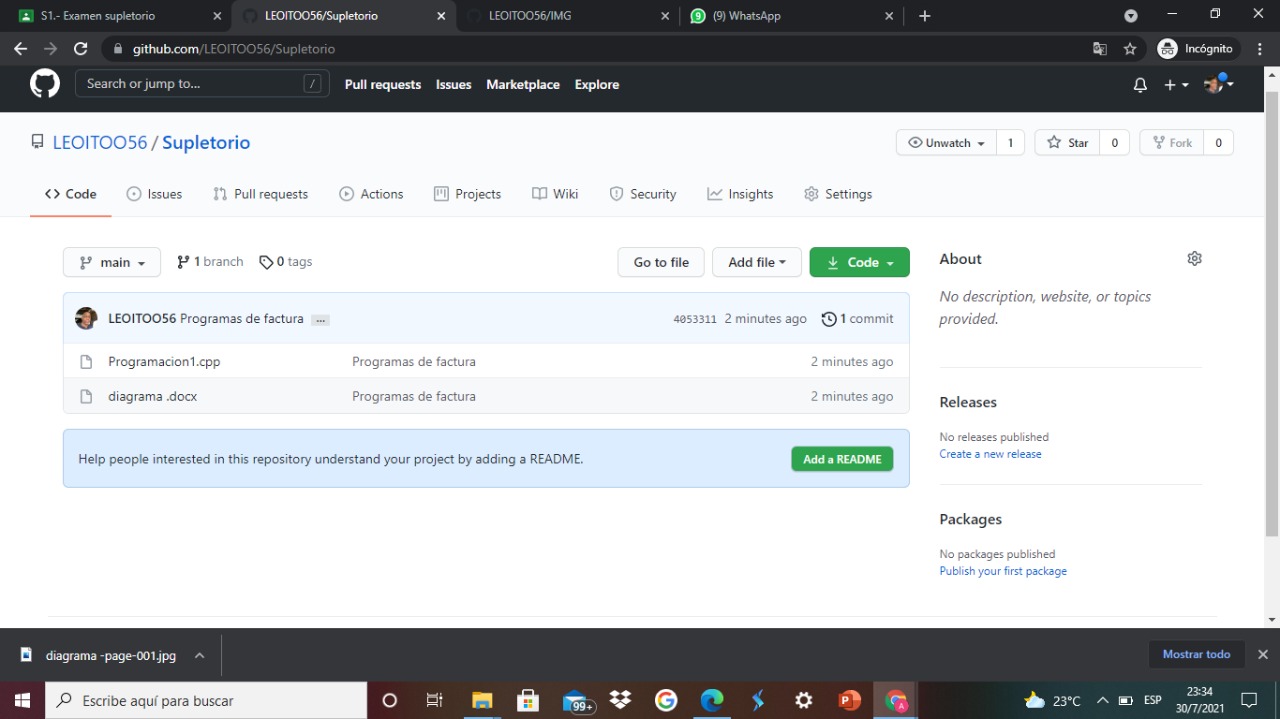 S1.- Examen supletorio
LEOITOO56/Supletorio
LEOITOO56/IMG
(9) WhatsApp
github.com/LEOITOO56/Supletorio
Incógnito
Search or jump to...
/
Pull requests Issues Marketplace Explore
LEOITOO56 / Supletorio
Unwatch 1
Star 0
Fork 0
Code
Issues
Pull requests
Actions
Projects
Wiki
Security
Insights
Settings
main
1 branch
0 tags
Go to file
Add file
Code
LEOITOO56 Programas de factura ...
4053311 2 minutes ago
1 commit
Programacion1.cpp Programas de factura 2 minutes ago
diagrama .docx Programas de factura 2 minutes ago
Help people interested in this repository understand your project by adding a README.
Add a README
About
No description, website, or topics
provided.
Releases
No releases published
Create a new release
Packages
No packages published
Publish your first package
diagrama -page-001.jpg
Mostrar todo
Escribe aquí para buscar
99+
23°C
ESP
23:34
30/7/2021